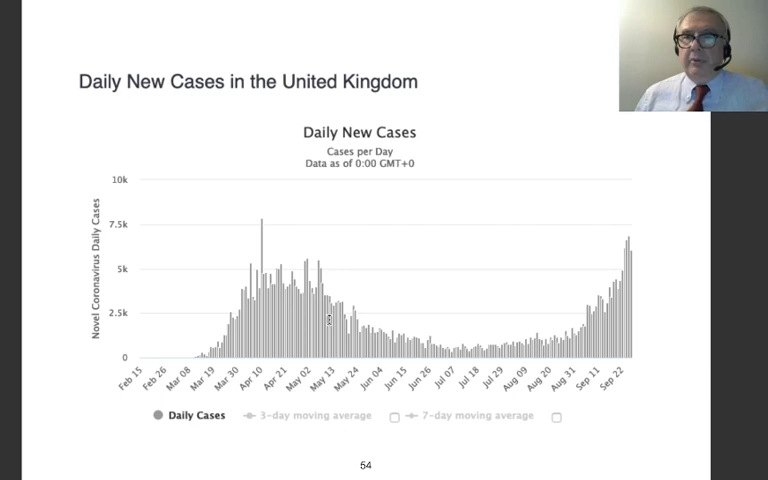 Daily New Cases in the United Kingdom
Daily New Cases
Cases per Day
Data as of 0:00 GMT+0
Novel Coronavirus Daily Cases
10k
7.5k
5k
2.5k
0
Feb 15
Feb 26
Mar 08
Mar 19
Mar 30
Apr 10
Apr 21
May 02
May 13
May 24
Jun 04
Jun 15
Jun 26
Jul 07
Jul 18
Jul 29
Aug 09
Aug 20
Aug 31
Sep 11
Sep 22
Daily Cases
3-day moving average
7-day moving average
54